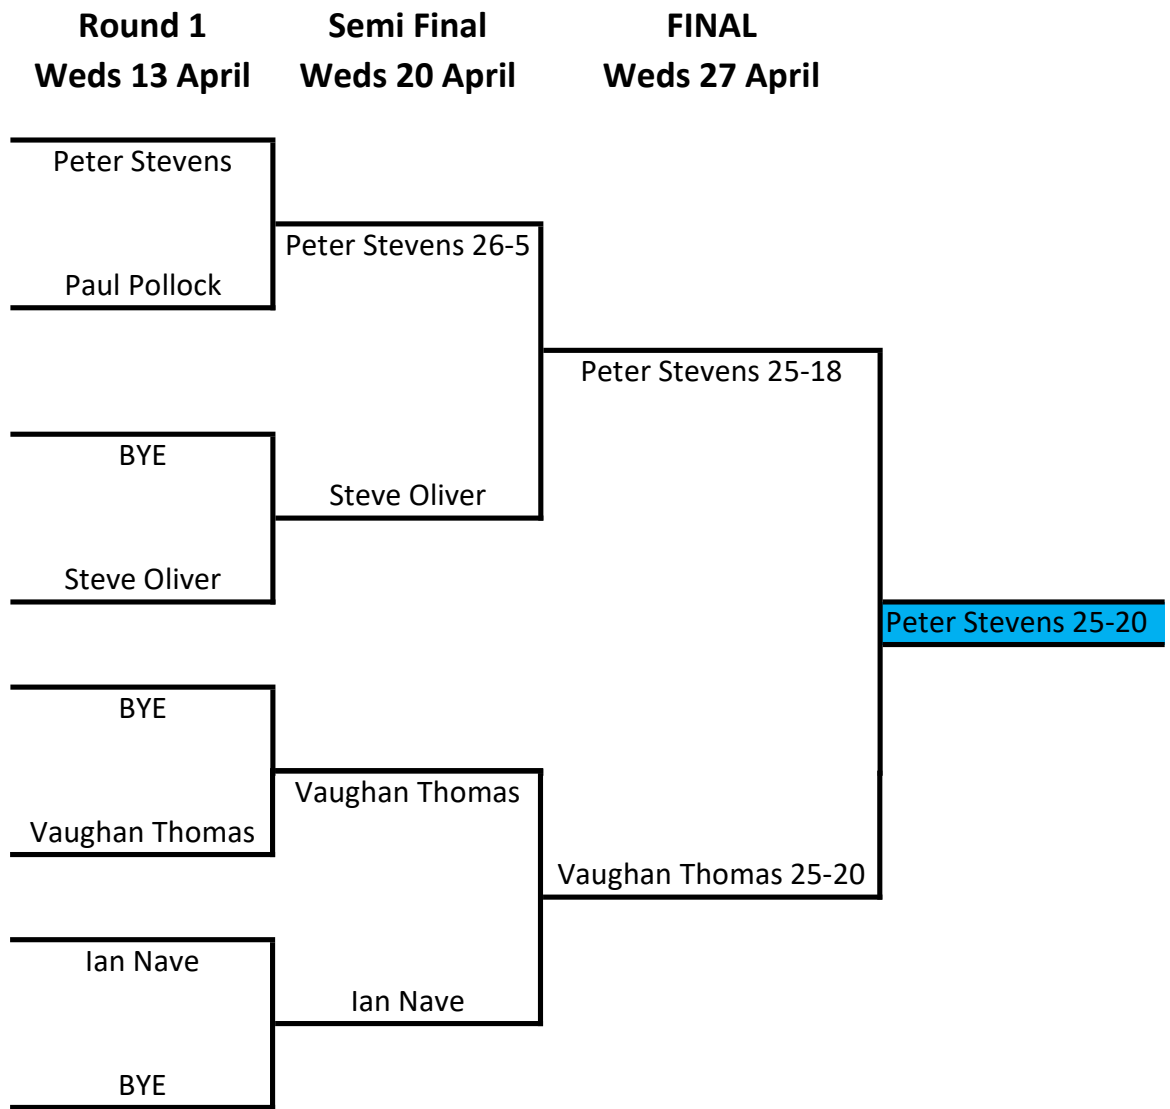 Round 1
Weds 13 April
Semi Final
Weds 20 April
FINAL
Weds 27 April
Peter Stevens
Paul Pollock
BYE
Steve Oliver
BYE
Vaughan Thomas
Ian Nave
BYE
Peter Stevens 26-5
Steve Oliver
Vaughan Thomas
Ian Nave
Peter Stevens 25-18
Vaughan Thomas 25-20
Peter Stevens 25-20